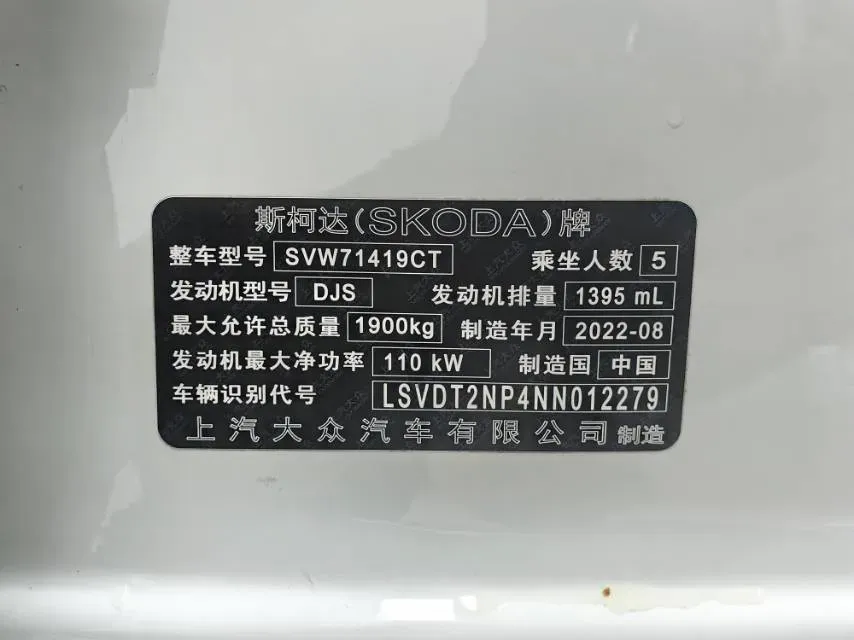 斯柯达(SKODA)牌
整车型号 SVW71419CT 乘坐人数 5
发动机型号 DJS 发动机排量 1395 mL
最大允许总质量 1900kg 制造年月 2022-08
发动机最大净功率 110 kW 制造国 中国
车辆识别代号 LSVDT2NP4NN012279
上汽大众汽车有限公司 制造